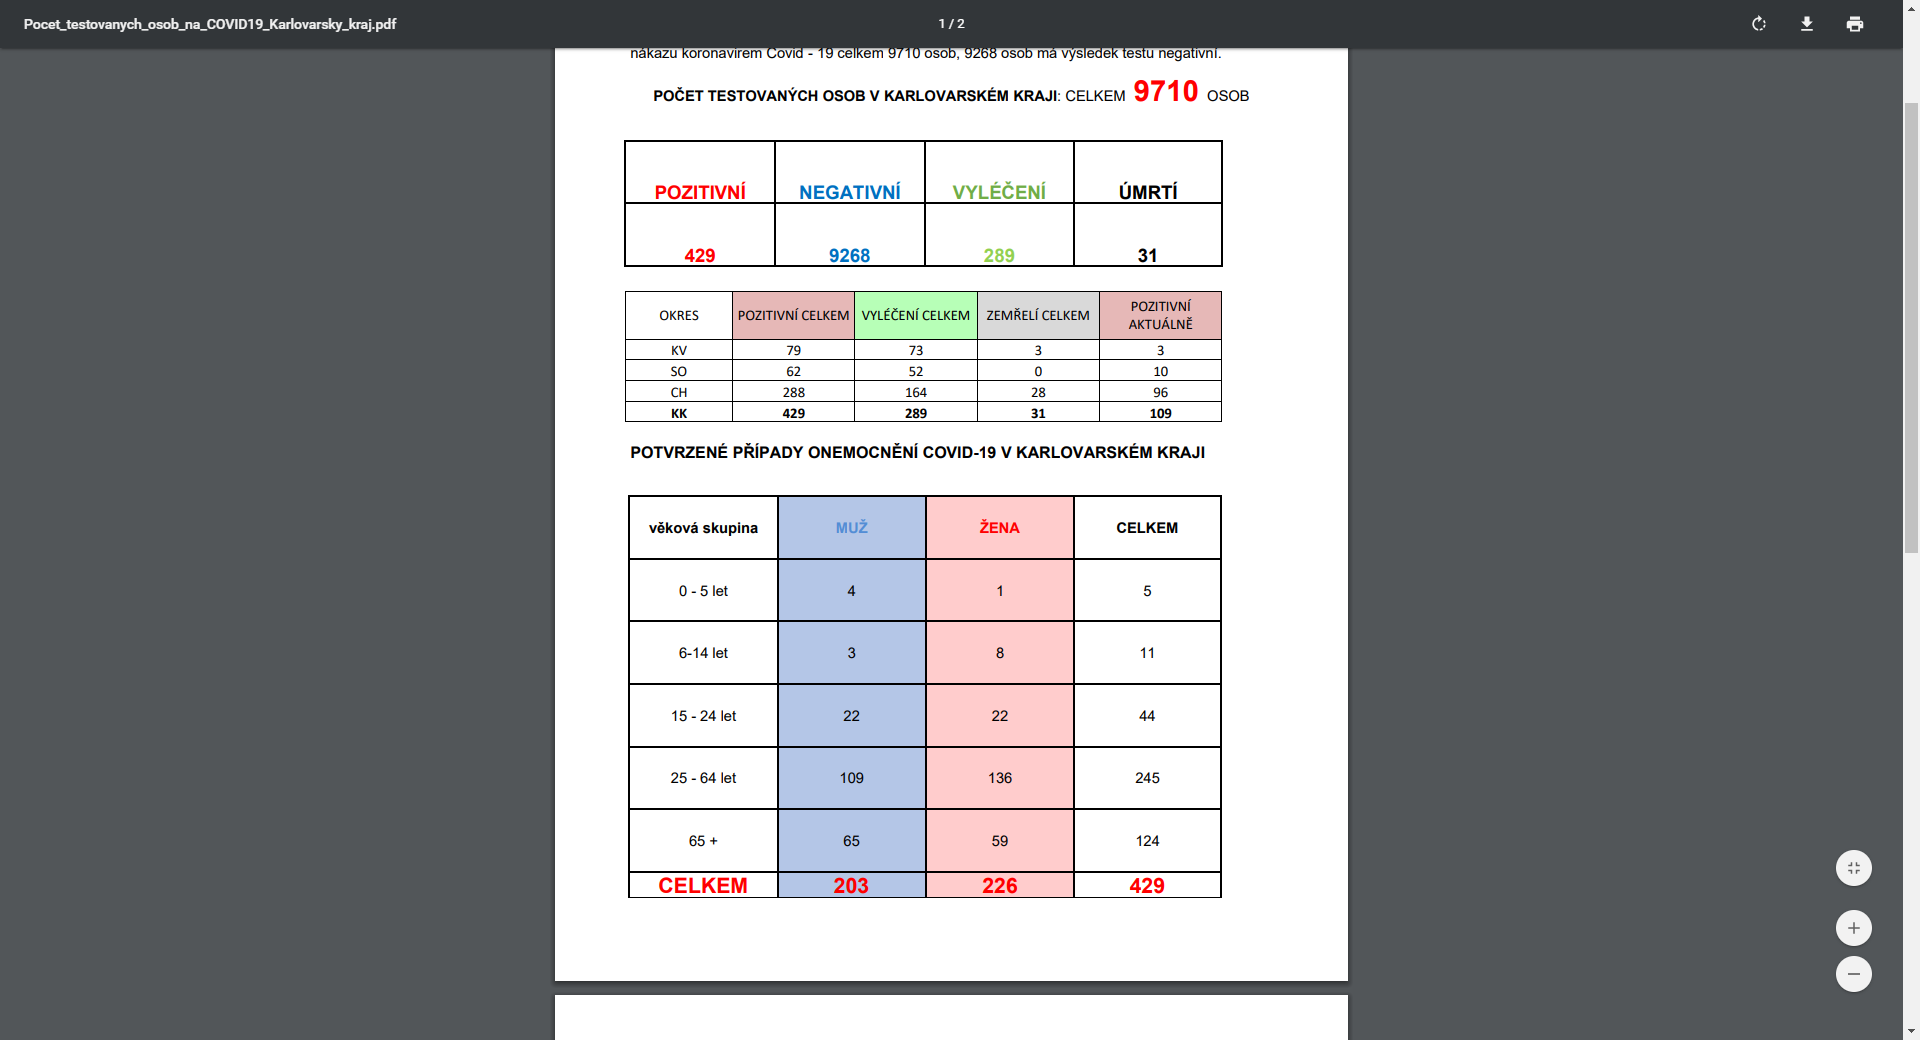 Pocet_testovanych_osob_na_COVID19_Karlovarsky_kraj.pdf
1 / 2
nákazu koronavirem Covid - 19 celkem 9710 osob, 9268 osob má výsledek testu negativní.
POČET TESTOVANÝCH OSOB V KARLOVARSKÉM KRAJI: CELKEM 9710 OSOB
POZITIVNÍ NEGATIVNÍ VYLÉČENÍ ÚMRTÍ
429 9268 289 31
OKRES POZITIVNÍ CELKEM VYLÉČENÍ CELKEM ZEMŘELÍ CELKEM POZITIVNÍ
AKTUÁLNĚ
KV 79 73 3 3
SO 62 52 0 10
CH 288 164 28 96
KK 429 289 31 109
POTVRZENÉ PŘÍPADY ONEMOCNĚNÍ COVID-19 V KARLOVARSKÉM KRAJI
věková skupina MUŽ ŽENA CELKEM
0 - 5 let 4 1 5
6-14 let 3 8 11
15 - 24 let 22 22 44
25 - 64 let 109 136 245
65 + 65 59 124
CELKEM 203 226 429